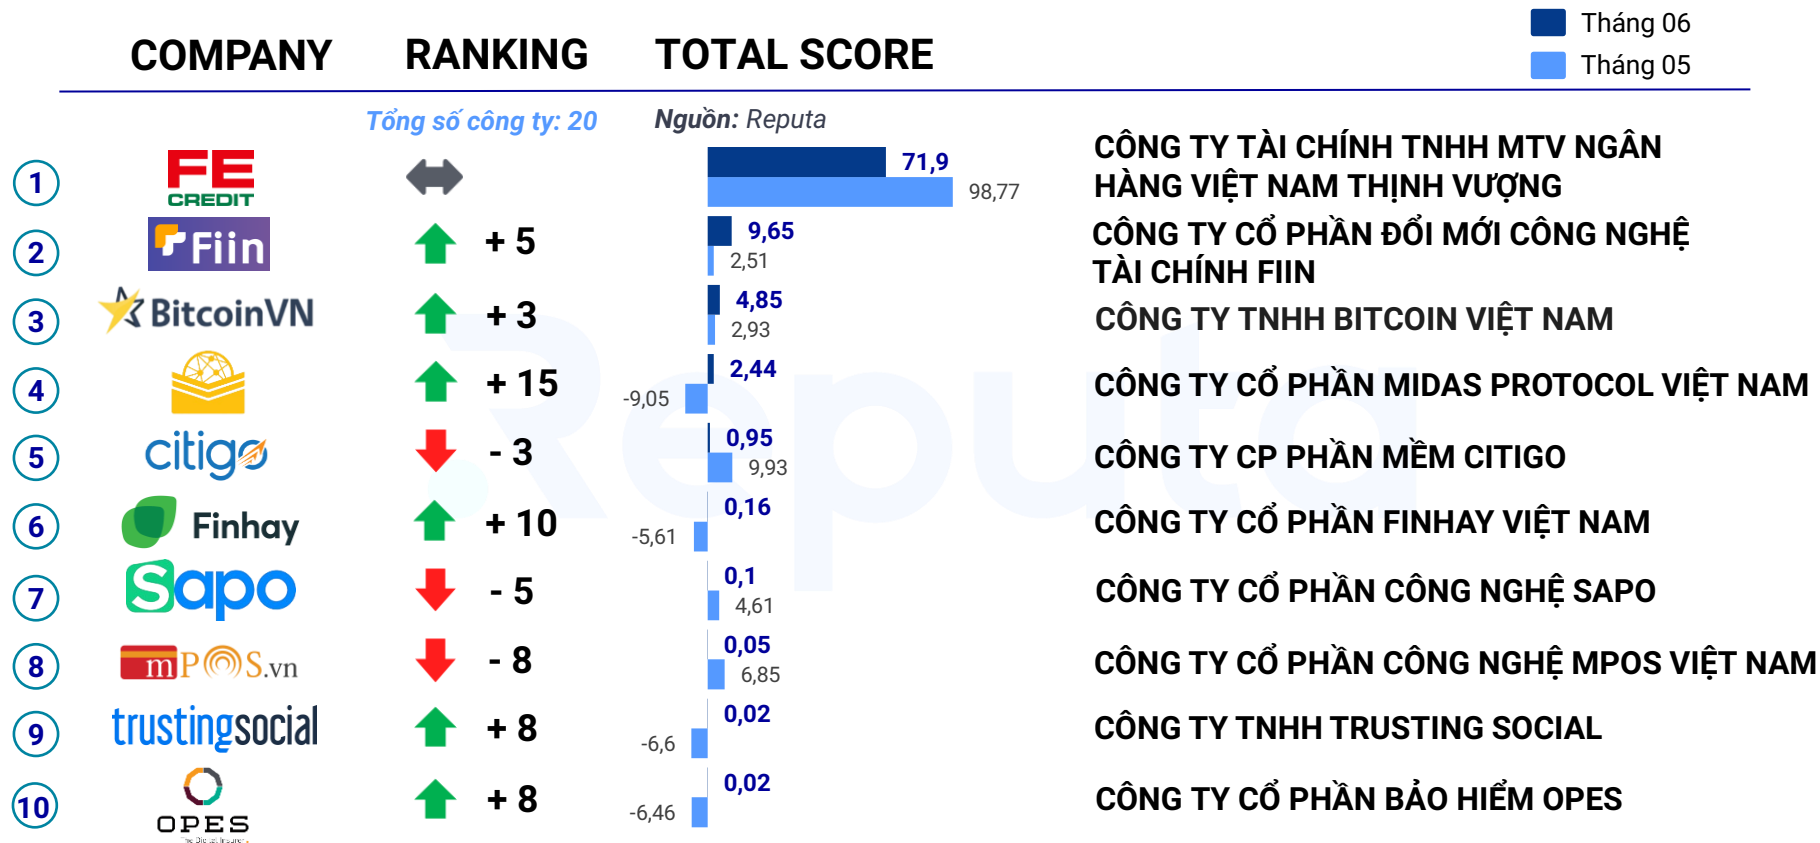 COMPANY RANKING TOTAL SCORE
Tháng 06
Tháng 05
Tổng số công ty: 20
Nguồn: Reputa
1 FE CREDIT 71,9 98,77 CÔNG TY TÀI CHÍNH TNHH MTV NGÂN
HÀNG VIỆT NAM THỊNH VƯỢNG
2 Fiin + 5 9,65 2,51 CÔNG TY CỔ PHẦN ĐỔI MỚI CÔNG NGHỆ
TÀI CHÍNH FIIN
3 BitcoinVN + 3 4,85 2,93 CÔNG TY TNHH BITCOIN VIỆT NAM
4 + 15 2,44 -9,05 CÔNG TY CỔ PHẦN MIDAS PROTOCOL VIỆT NAM
5 citigo - 3 0,95 9,93 CÔNG TY CP PHẦN MỀM CITIGO
6 Finhay + 10 0,16 -5,61 CÔNG TY CỔ PHẦN FINHAY VIỆT NAM
7 Sapo - 5 0,1 4,61 CÔNG TY CỔ PHẦN CÔNG NGHỆ SAPO
8 mPOS.vn - 8 0,05 6,85 CÔNG TY CỔ PHẦN CÔNG NGHỆ MPOS VIỆT NAM
9 trustingsocial + 8 0,02 -6,6 CÔNG TY TNHH TRUSTING SOCIAL
10 OPES The Digital Insurer + 8 0,02 -6,46 CÔNG TY CỔ PHẦN BẢO HIỂM OPES
Reputa